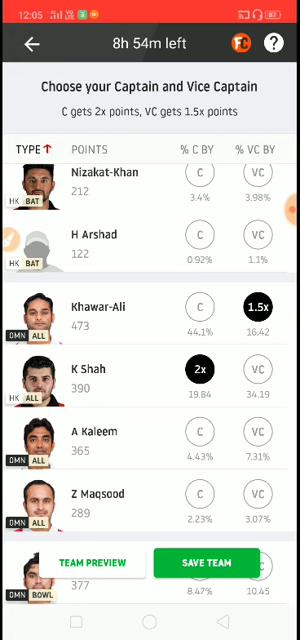 12:05
8h 54m left
FC
?
Choose your Captain and Vice Captain
C gets 2x points, VC gets 1.5x points
TYPE POINTS % C BY % VC BY
Nizakat-Khan
212
C
VC
3.4%
3.98%
HK BAT
H Arshad
122
C
VC
0.92%
1.1%
HK BAT
Khawar-Ali
473
C
1.5x
44.1%
16.42
OMN ALL
K Shah
390
2x
VC
19.84
34.19
HK ALL
A Kaleem
365
C
VC
4.43%
7.31%
OMN ALL
Z Maqsood
289
C
VC
2.23%
3.07%
OMN ALL
TEAM PREVIEW
SAVE TEAM
377
8.47%
10.45
OMN BOWL